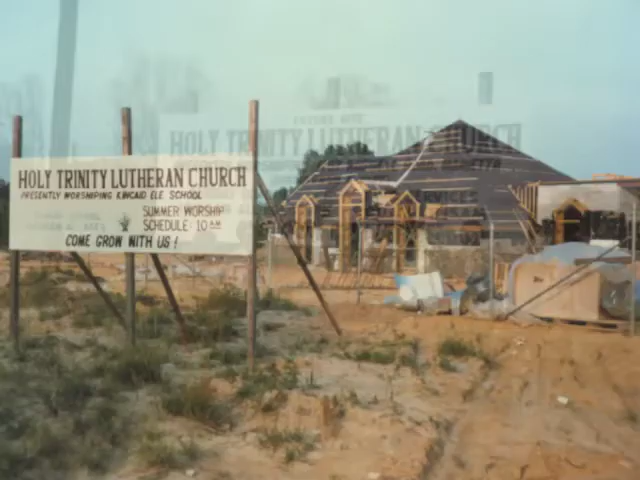 HOLY TRINITY LUTHERAN CHURCH
PRESENTLY WORSHIPING KINCAID ELE. SCHOOL
SUMMER WORSHIP
SCHEDULE: 10 AM
COME GROW WITH US!
HOLY TRINITY LUTHERAN CHURCH